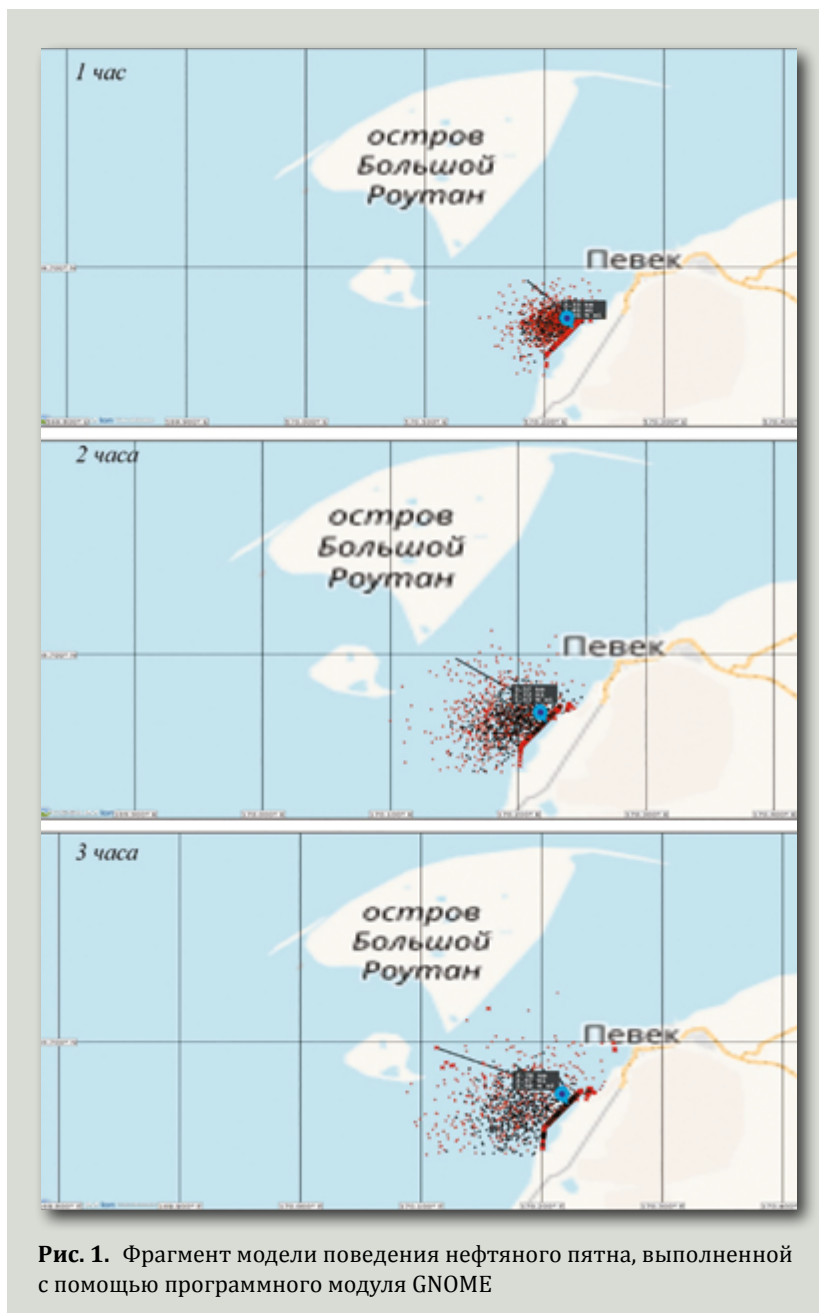 1 час
остров
Большой
Роутан
Певек
2 часа
остров
Большой
Роутан
Певек
3 часа
остров
Большой
Роутан
Певек
Рис. 1. Фрагмент модели поведения нефтяного пятна, выполненной
с помощью программного модуля GNOME